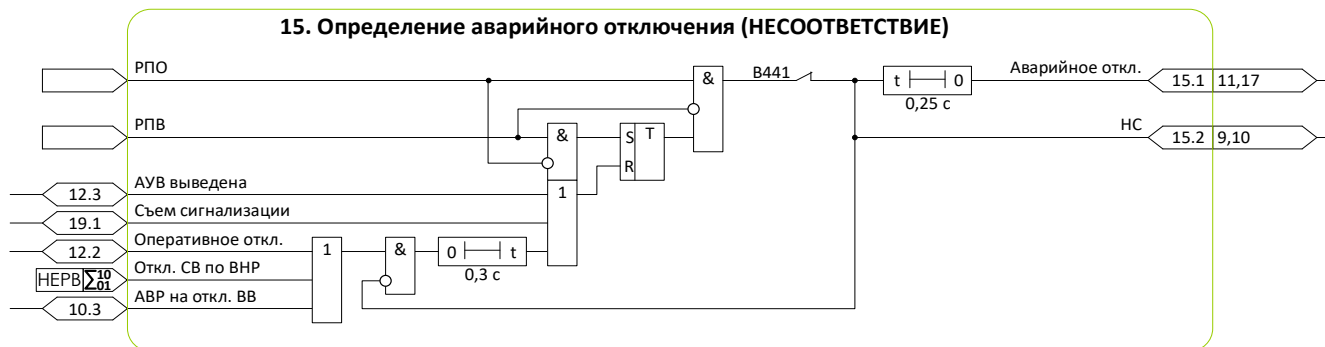 15. Определение аварийного отключения (НЕСООТВЕТСТВИЕ)
РПО
&
В441
t 0
0,25 с
Аварийное откл.
15.1 11,17
РПВ
&
S T
R
НС
15.2 9,10
12.3
АУВ выведена
1
19.1
Съем сигнализации
12.2
Оперативное откл.
1
&
0 t
0,3 с
НЕРВ Σ 10 01
Откл. СВ по ВНР
10.3
АВР на откл. ВВ